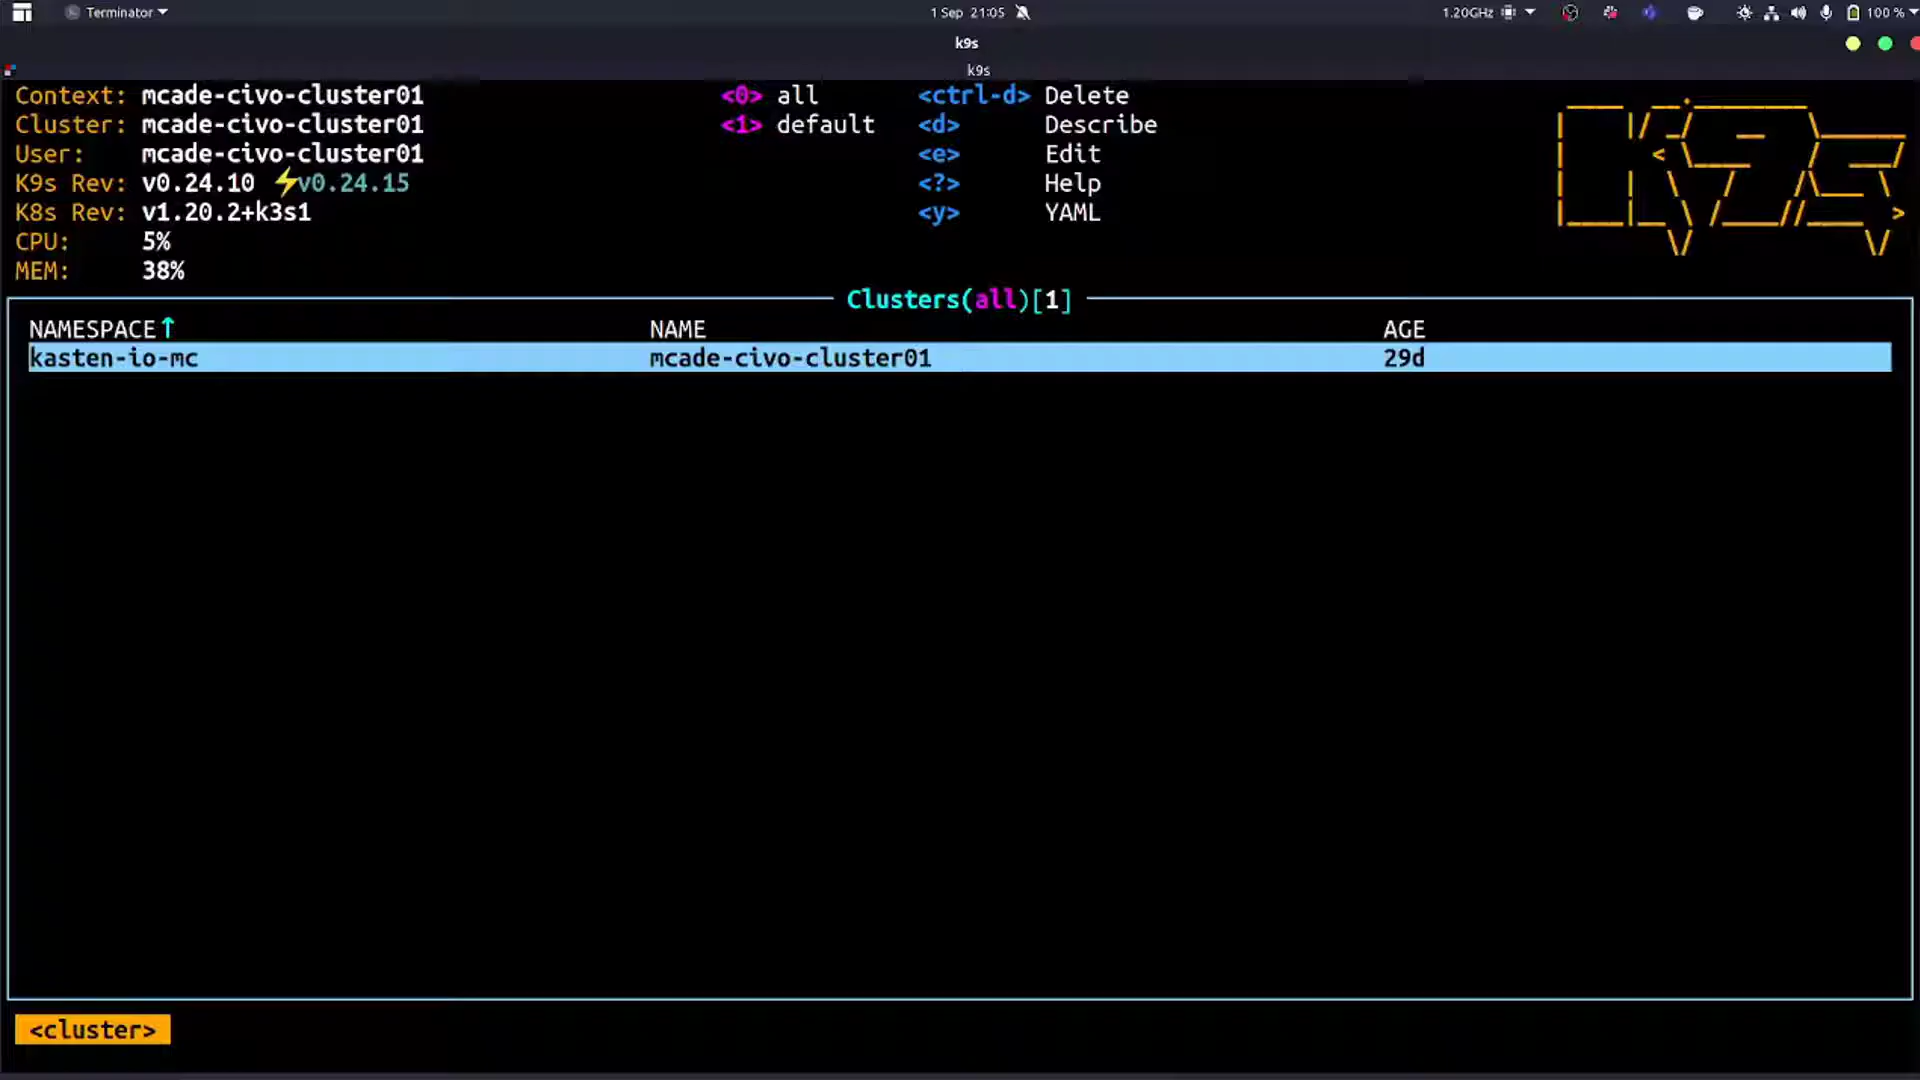 Terminator
1 Sep 21:05
1.20GHz
100 %
k9s
k9s
Context: mcade-civo-cluster01
Cluster: mcade-civo-cluster01
User: mcade-civo-cluster01
K9s Rev: v0.24.10 ⚡v0.24.15
K8s Rev: v1.20.2+k3s1
CPU: 5%
MEM: 38%
<0> all
<1> default
<ctrl-d> Delete
<d> Describe
<e> Edit
<?> Help
<y> YAML
K9s
Clusters(all)[1]
NAMESPACE↑ NAME AGE
kasten-io-mc mcade-civo-cluster01 29d
<cluster>